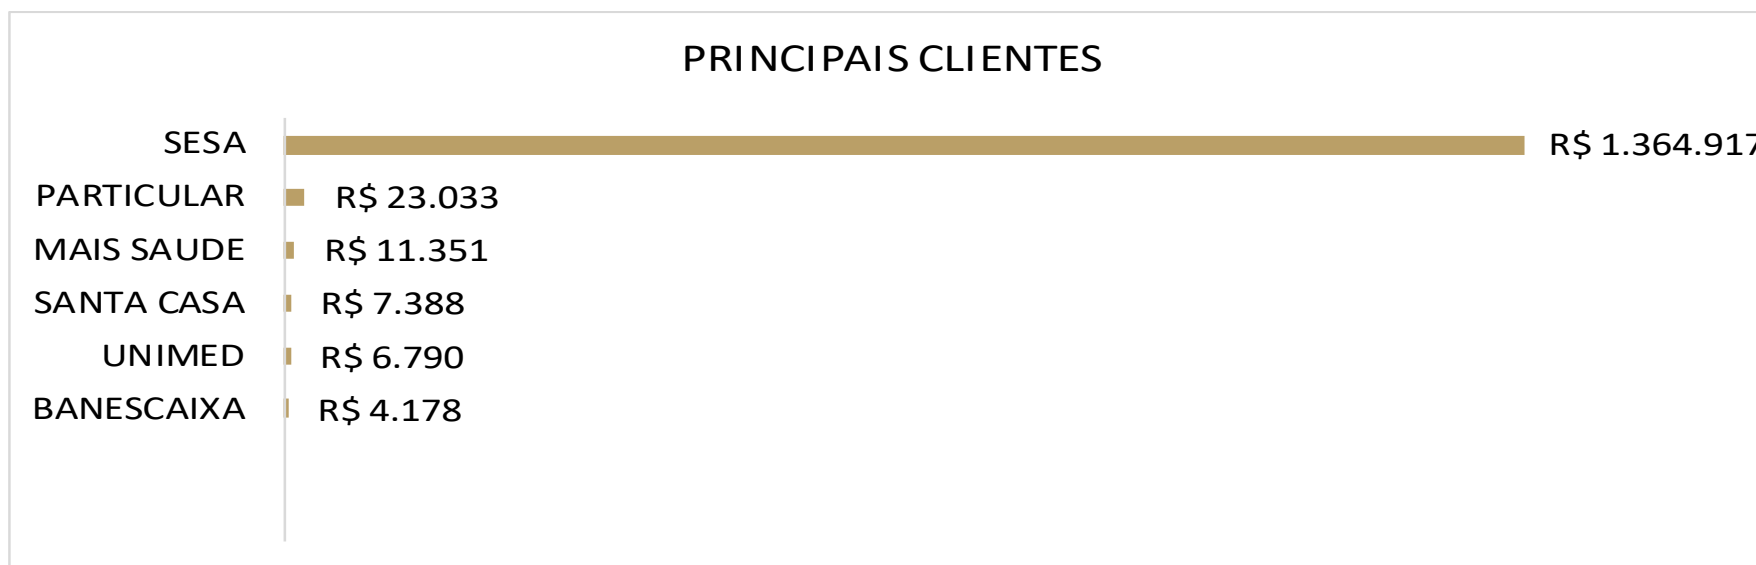 PRINCIPAIS CLIENTES
SESA R$ 1.364.917
PARTICULAR R$ 23.033
MAIS SAUDE R$ 11.351
SANTA CASA R$ 7.388
UNIMED R$ 6.790
BANESCAIXA R$ 4.178